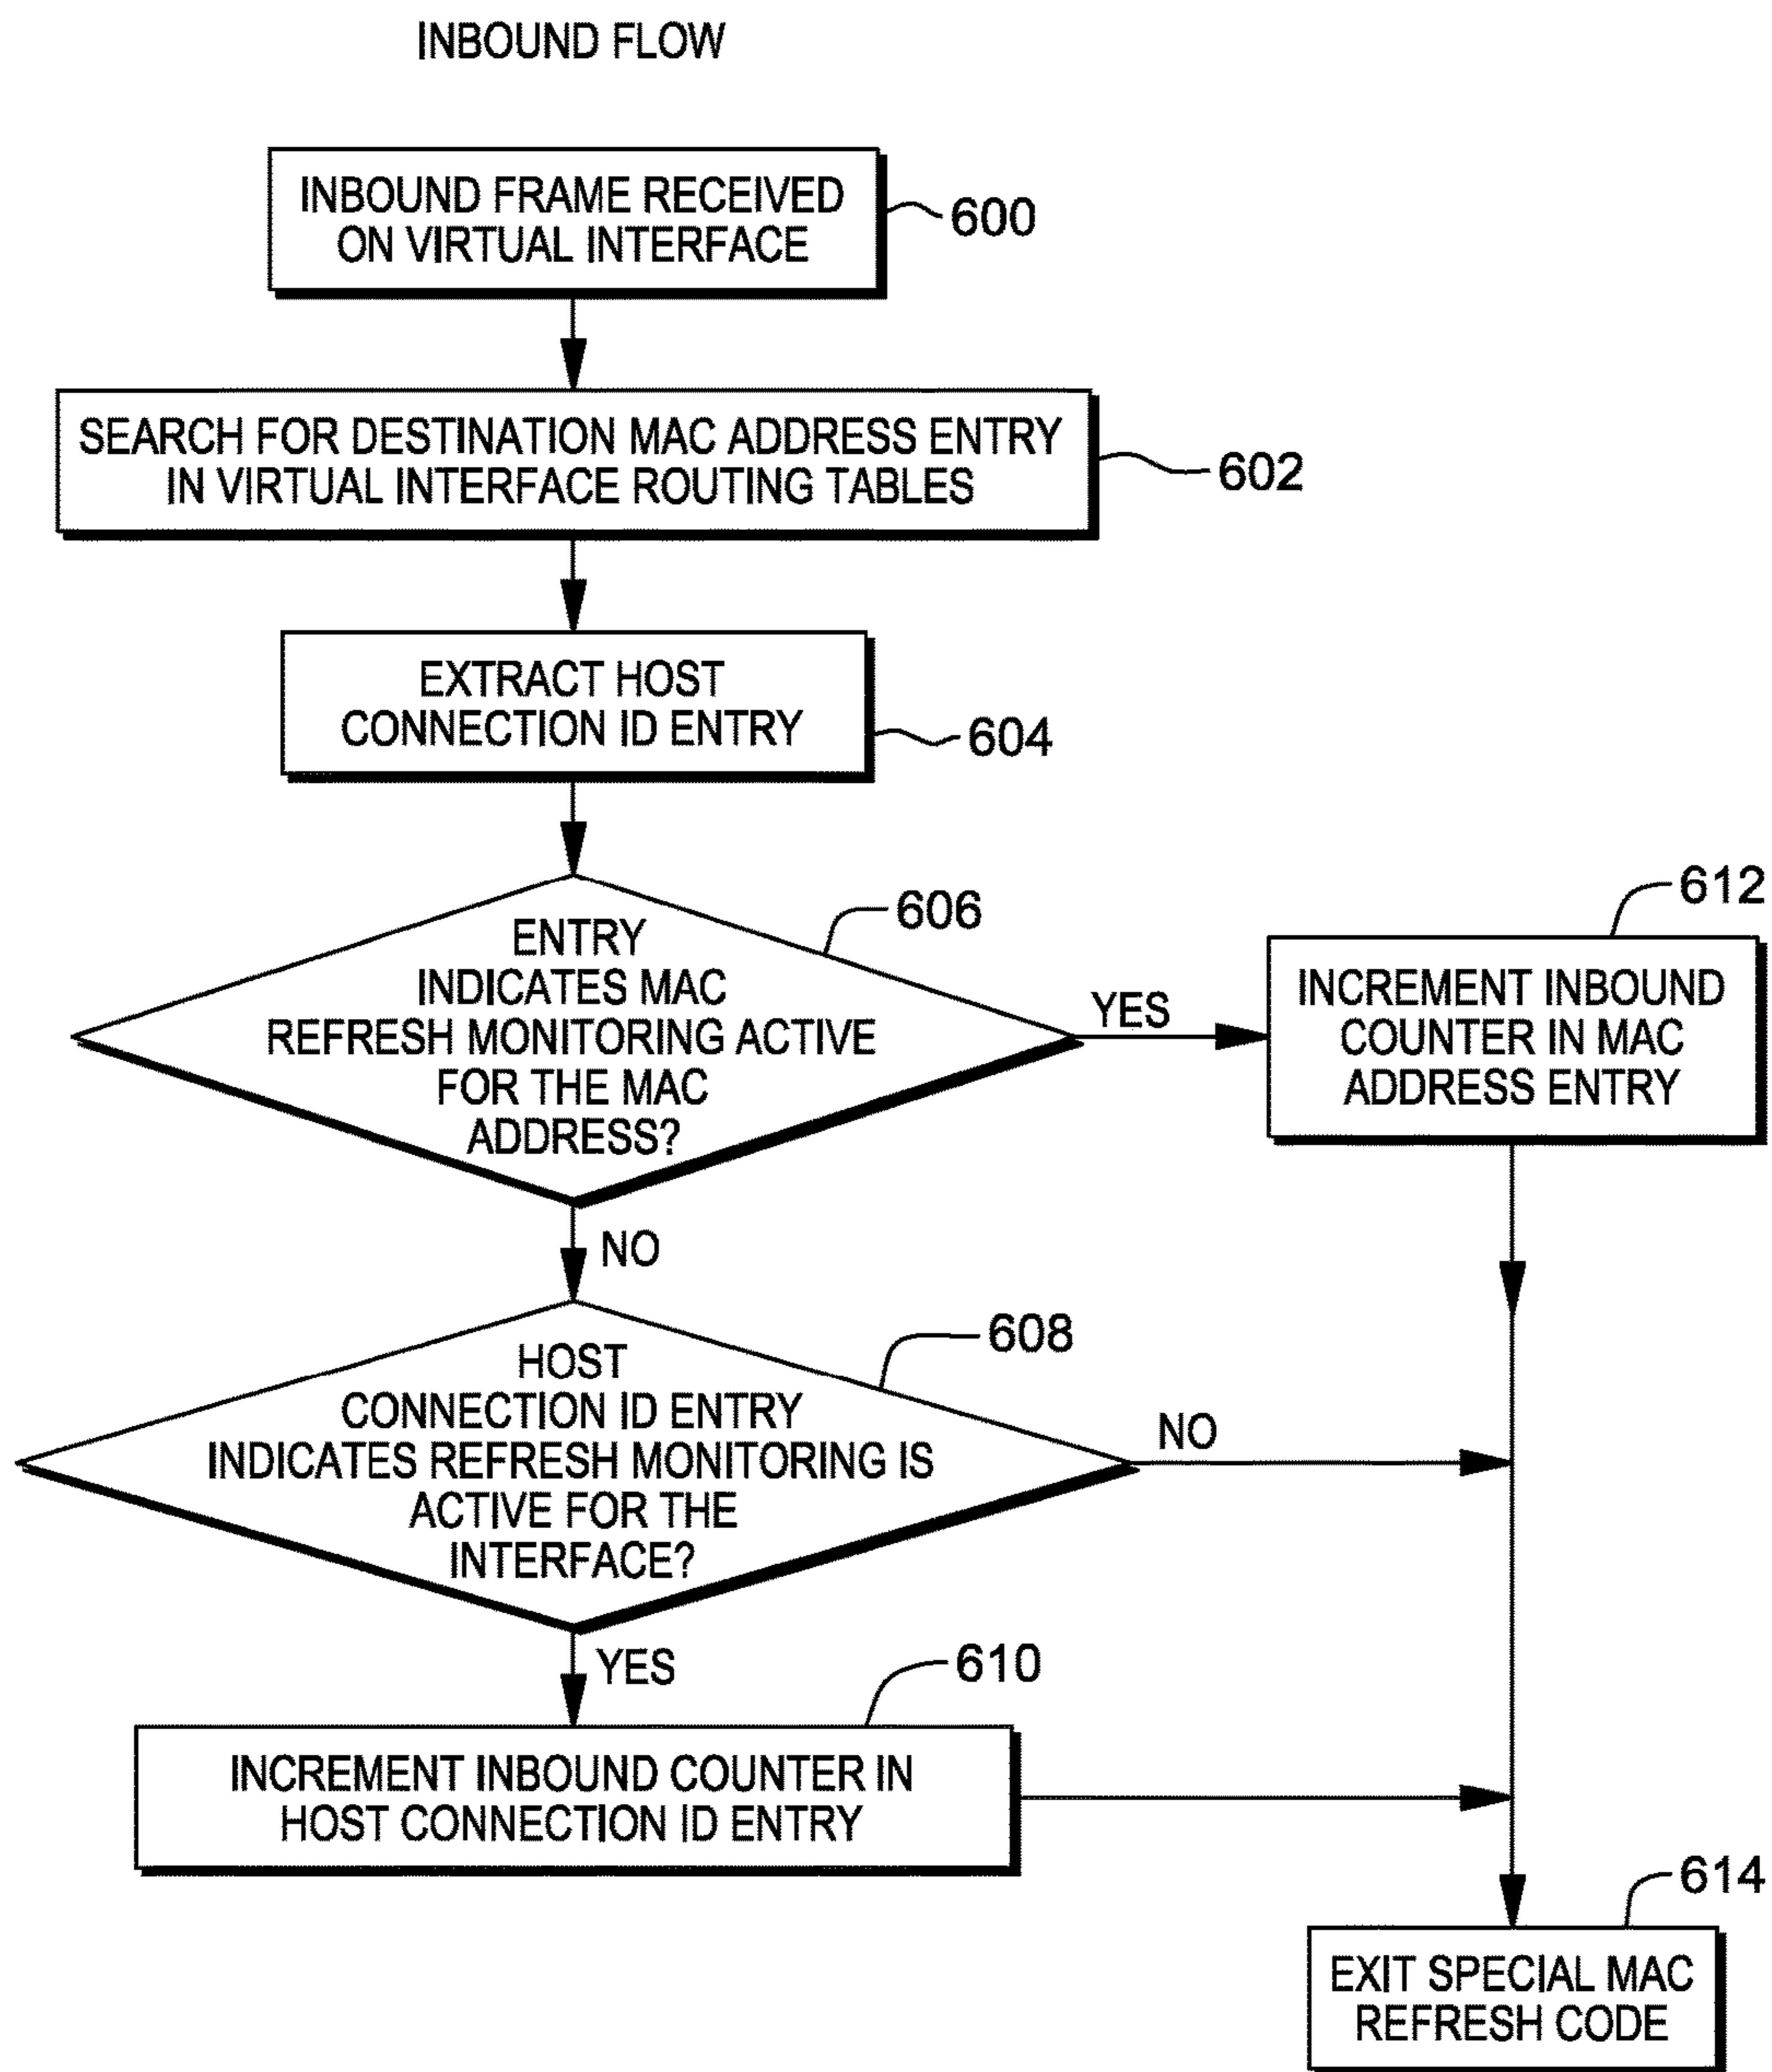 INBOUND FLOW
INBOUND FRAME RECEIVED
ON VIRTUAL INTERFACE
600
SEARCH FOR DESTINATION MAC ADDRESS ENTRY
IN VIRTUAL INTERFACE ROUTING TABLES
602
EXTRACT HOST
CONNECTION ID ENTRY
604
ENTRY
INDICATES MAC
REFRESH MONITORING ACTIVE
FOR THE MAC
ADDRESS?
606
YES
612
INCREMENT INBOUND
COUNTER IN MAC
ADDRESS ENTRY
NO
HOST
CONNECTION ID ENTRY
INDICATES REFRESH MONITORING IS
ACTIVE FOR THE
INTERFACE?
608
NO
YES
610
INCREMENT INBOUND COUNTER IN
HOST CONNECTION ID ENTRY
614
EXIT SPECIAL MAC
REFRESH CODE